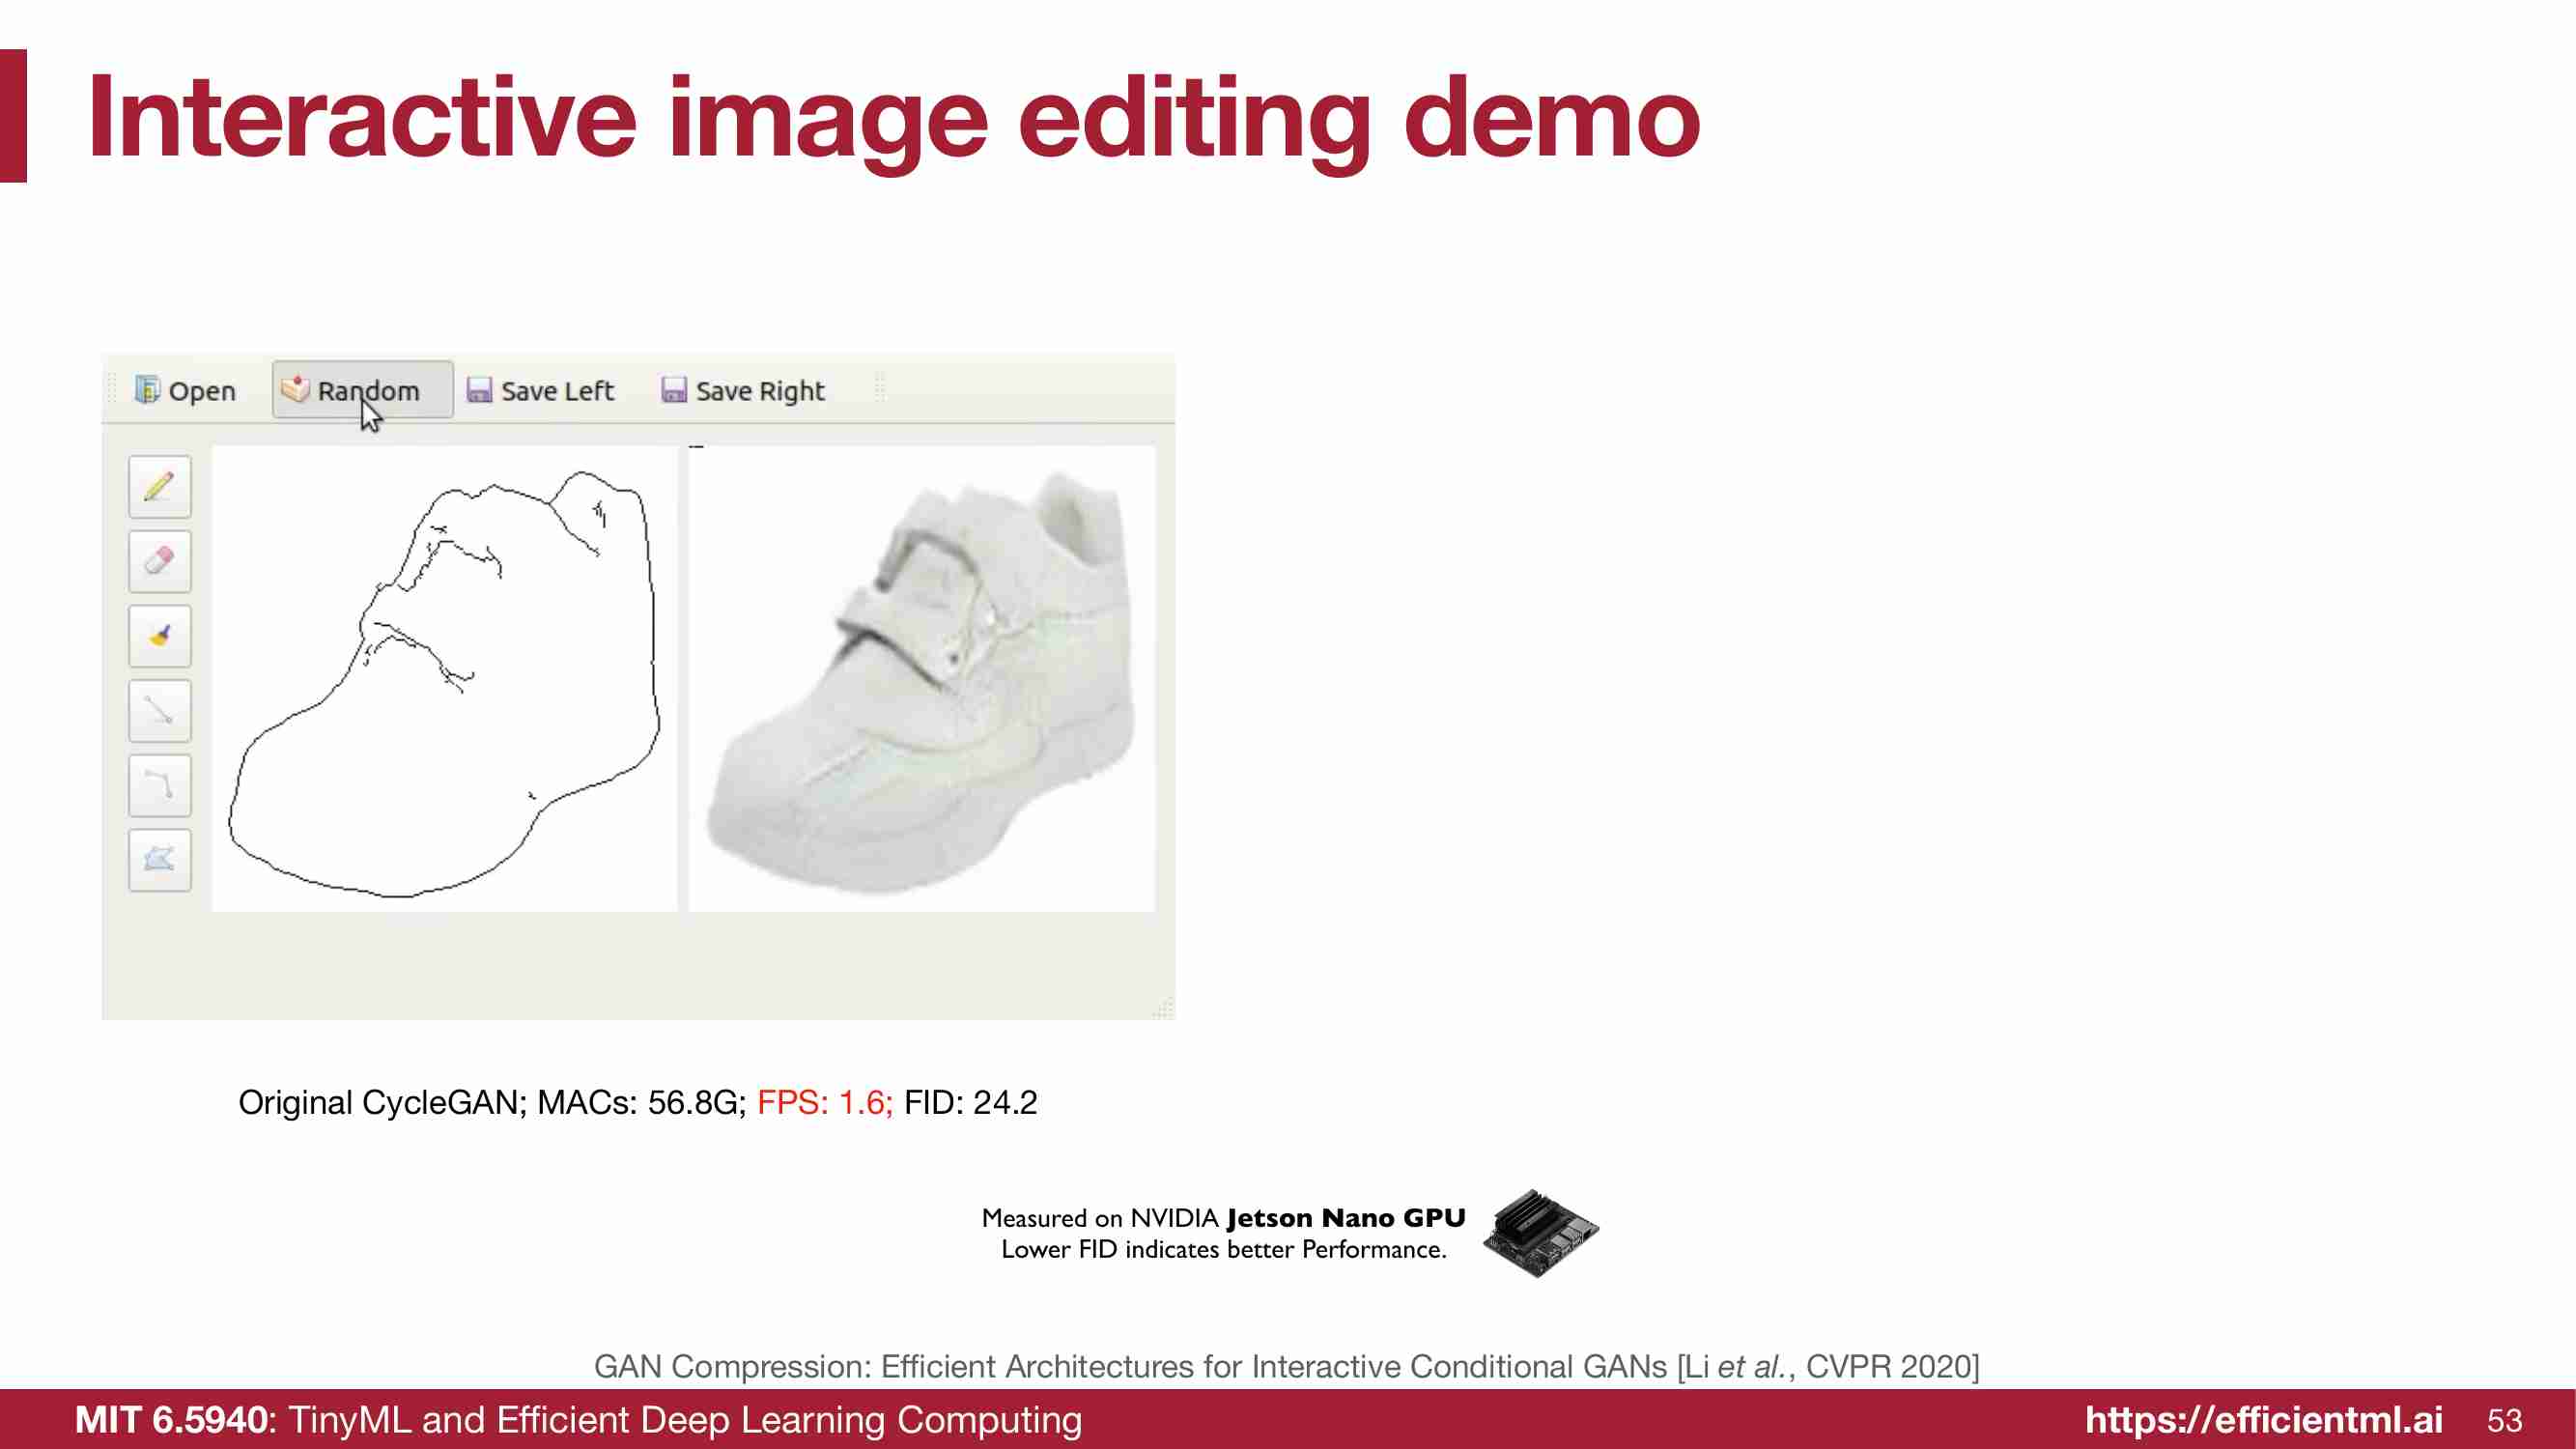 Interactive image editing demo
Open Random Save Left Save Right
Original CycleGAN; MACs: 56.8G; FPS: 1.6; FID: 24.2
Measured on NVIDIA Jetson Nano GPU
Lower FID indicates better Performance.
GAN Compression: Efficient Architectures for Interactive Conditional GANs [Li et al., CVPR 2020]
MIT 6.5940: TinyML and Efficient Deep Learning Computing https://efficientml.ai 53